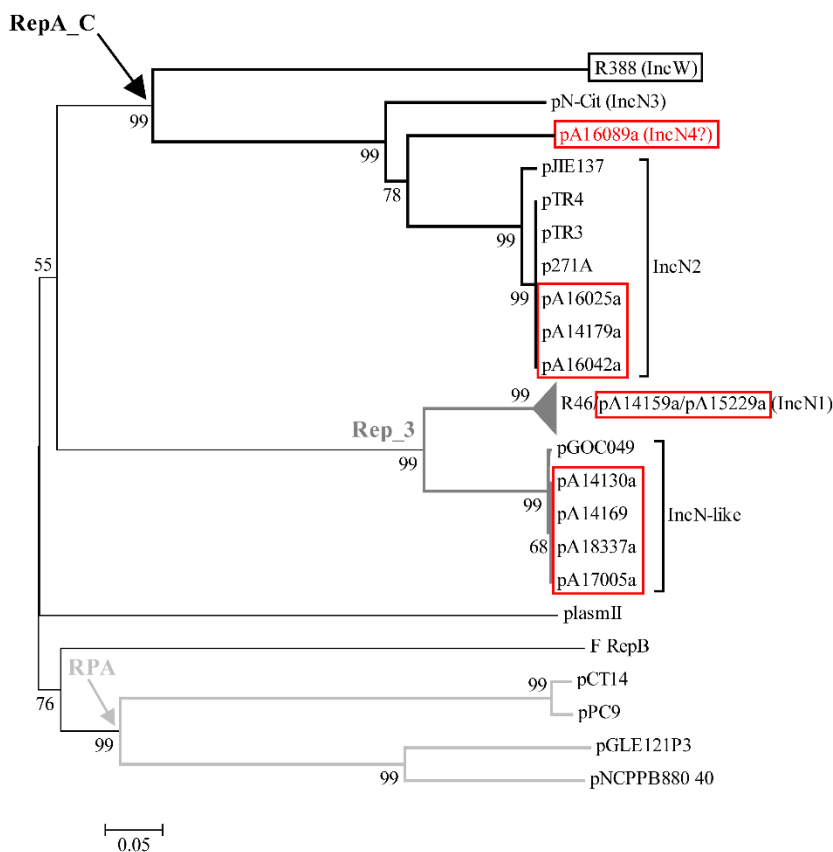 RepA_C
R388 (IncW)
99
pN-Cit (IncN3)
pA16089a (IncN4?)
99
78
pJIE137
pTR4
pTR3
99
p271A
IncN2
55
99
pA16025a
pA14179a
pA16042a
99
R46/pA14159a/pA15229a (IncN1)
Rep_3
99
pGOC049
pA14130a
99
pA14169
IncN-like
68
pA18337a
pA17005a
plasmII
F RepB
RPA
76
99
pCT14
pPC9
99
pGLE121P3
99
pNCPPB880 40
0.05